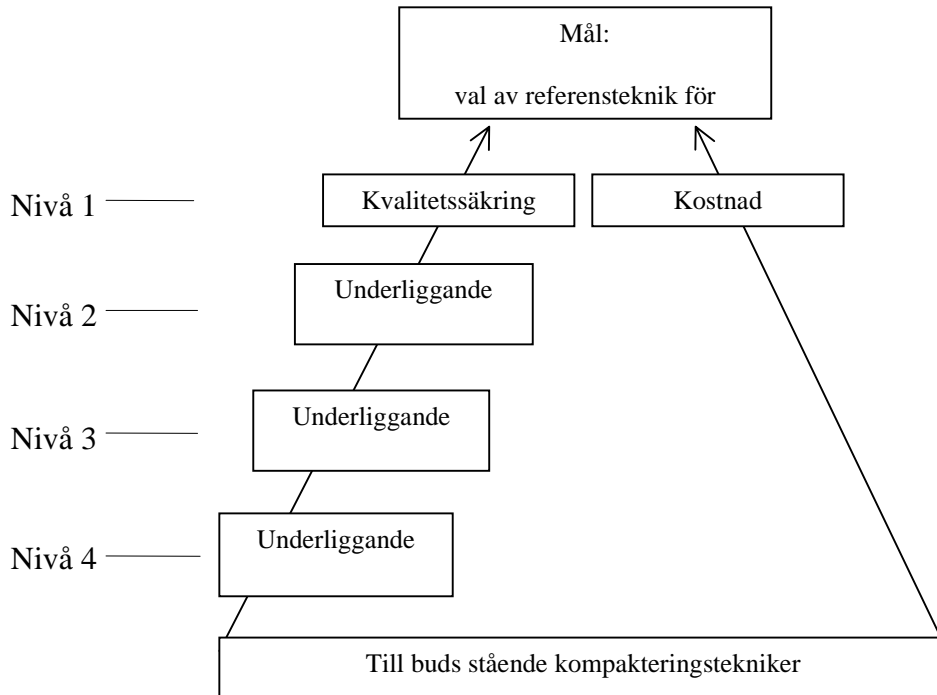 Mål:
val av referensteknik för
Nivå 1
Kvalitetssäkring
Kostnad
Nivå 2
Underliggande
Nivå 3
Underliggande
Nivå 4
Underliggande
Till buds stående kompakteringstekniker